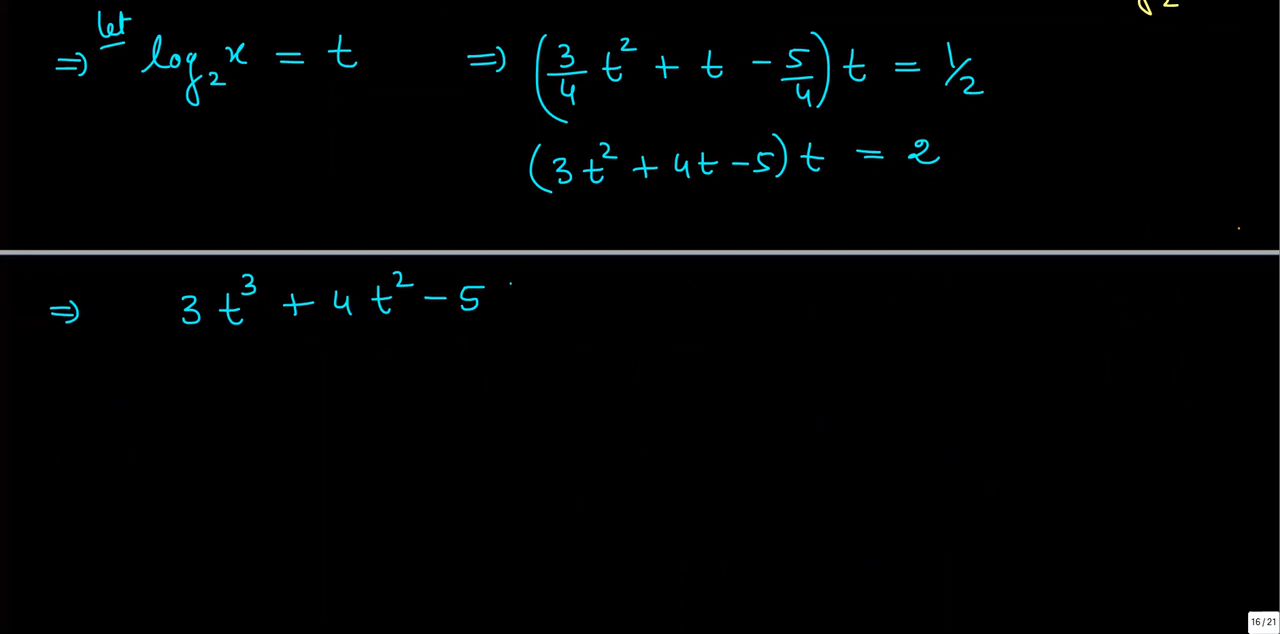 ⇒ let log₂x = t ⇒ (3/4 t² + t - 5/4) t = 1/2
(3t² + 4t - 5) t = 2
⇒ 3t³ + 4t² - 5
16 / 21